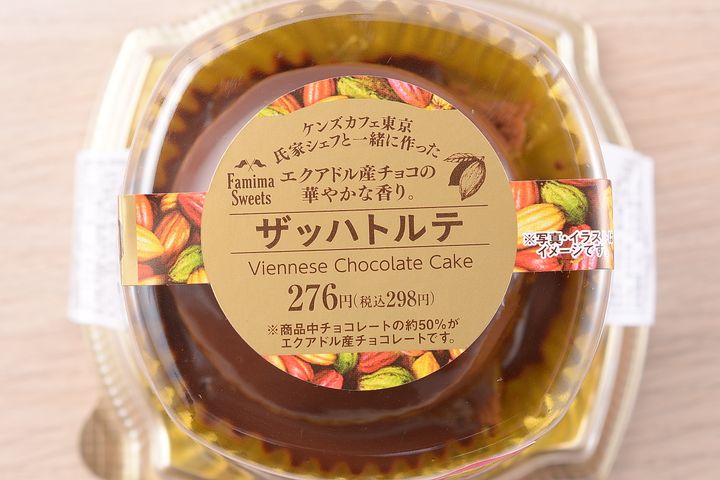 ケンズカフェ東京
氏家シェフと一緒に作った
Famima
Sweets
エクアドル産チョコの
華やかな香り。
ザッハトルテ
Viennese Chocolate Cake
276円(税込298円)
※商品中チョコレートの約50%が
エクアドル産チョコレートです。
※写真・イラス
イメージです